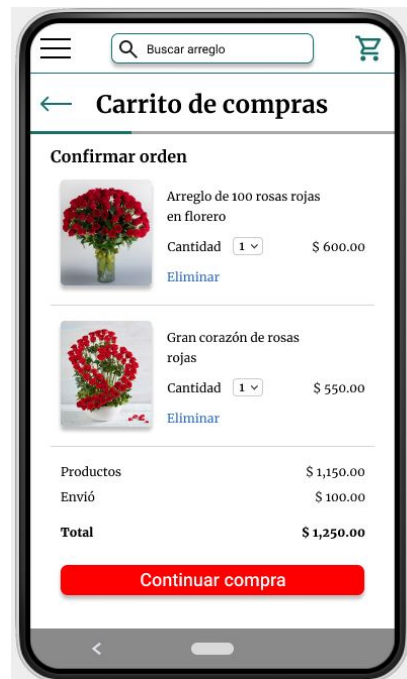 Buscar arreglo
Carrito de compras
Confirmar orden
Arreglo de 100 rosas rojas
en florero
Cantidad 1 $ 600.00
Eliminar
Gran corazón de rosas
rojas
Cantidad 1 $ 550.00
Eliminar
Productos $ 1,150.00
Envió $ 100.00
Total $ 1,250.00
Continuar compra